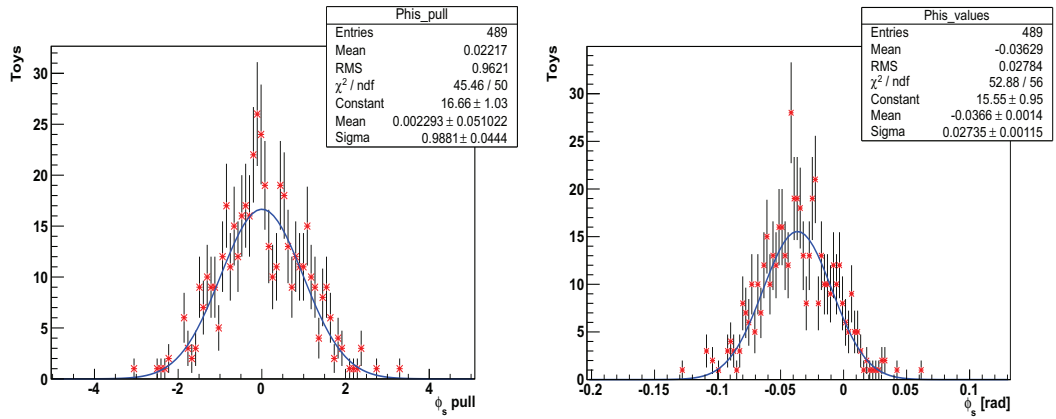 Phis_pull
Entries 489
Mean 0.02217
RMS 0.9621
χ² / ndf 45.46 / 50
Constant 16.66 ± 1.03
Mean 0.002293 ± 0.051022
Sigma 0.9881 ± 0.0444
Toys
30
25
20
15
10
5
0
-4 -2 0 2 4
ϕs pull
Phis_values
Entries 489
Mean -0.03629
RMS 0.02784
χ² / ndf 52.88 / 56
Constant 15.55 ± 0.95
Mean -0.0366 ± 0.0014
Sigma 0.02735 ± 0.00115
Toys
30
25
20
15
10
5
0
-0.2 -0.15 -0.1 -0.05 0 0.05 0.1
ϕs [rad]